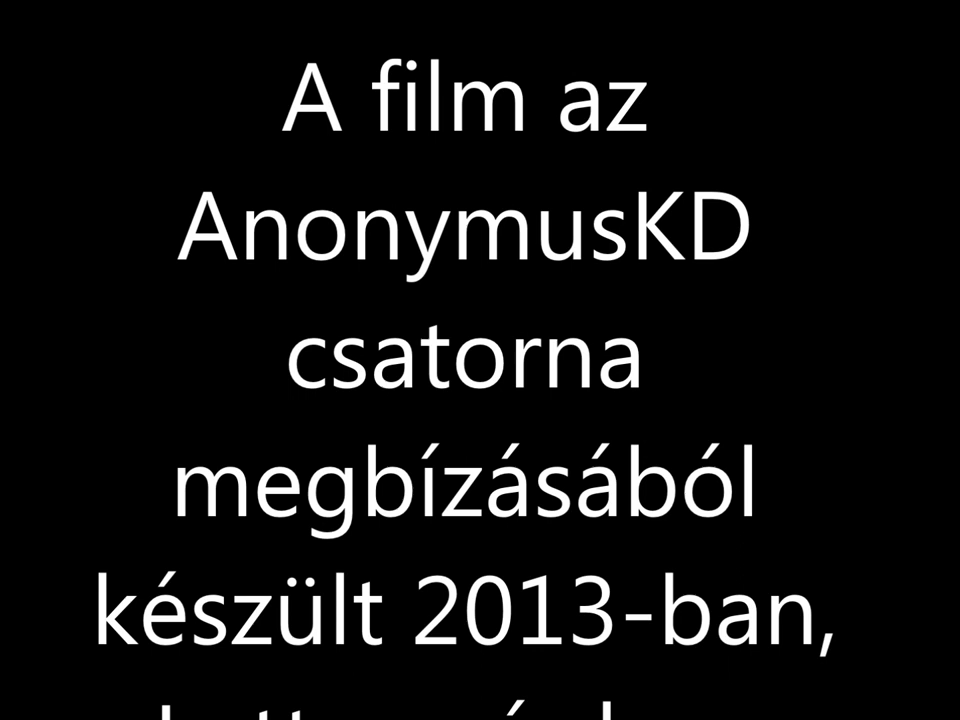 A film az
AnonymusKD
csatorna
megbízásából
készült 2013-ban,